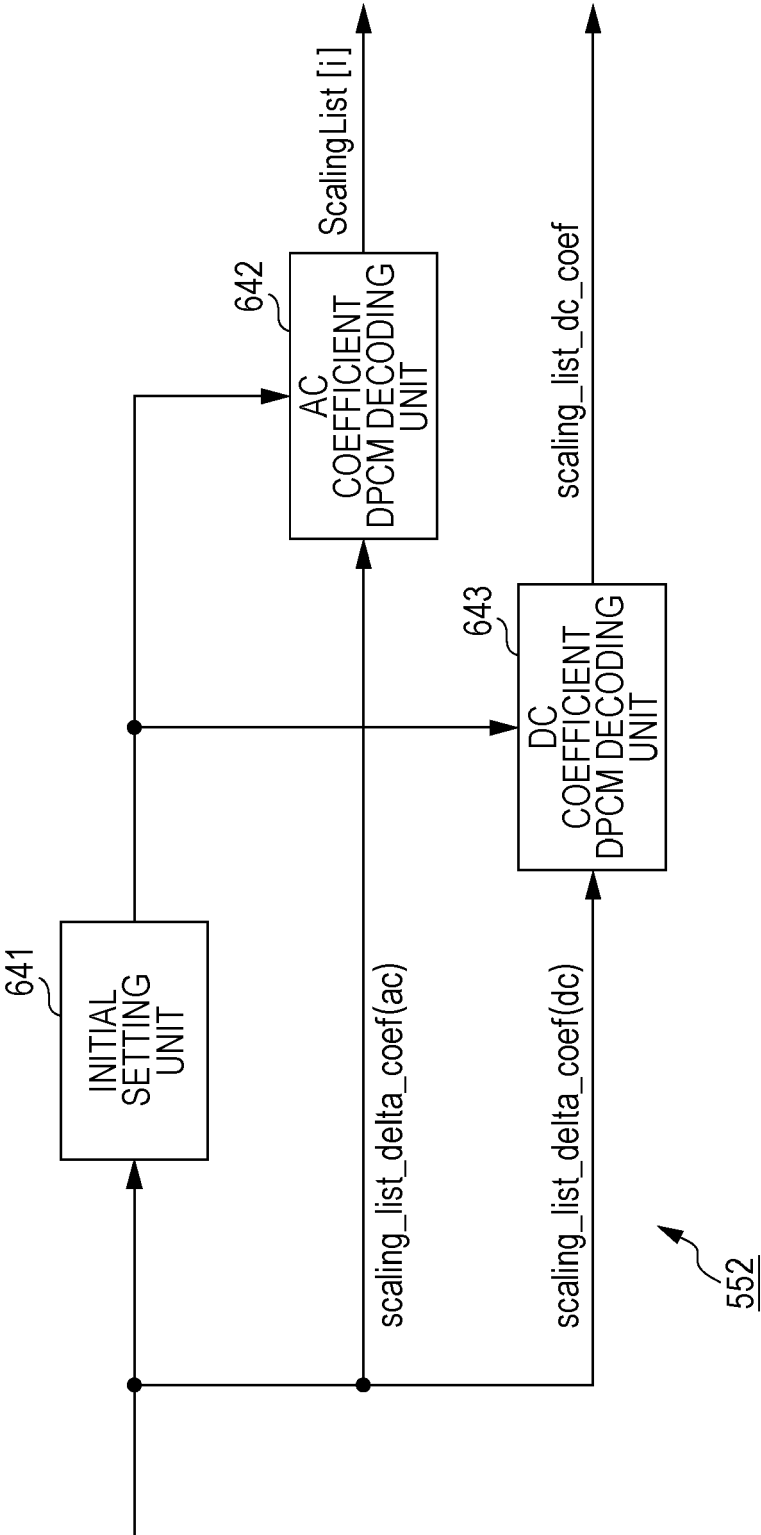 641
INITIAL
SETTING
UNIT
642
AC
COEFFICIENT
DPCM DECODING
UNIT
ScalingList [i]
scaling_list_delta_coef(ac)
643
DC
COEFFICIENT
DPCM DECODING
UNIT
scaling_list_delta_coef(dc)
scaling_list_dc_coef
552